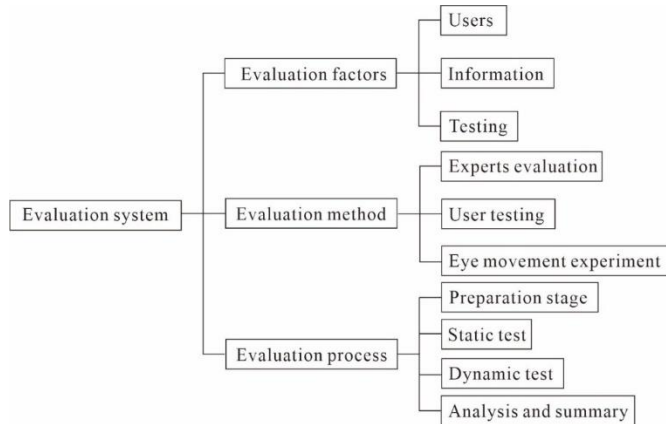 Evaluation system
Evaluation factors
Users
Information
Testing
Evaluation method
Experts evaluation
User testing
Eye movement experiment
Evaluation process
Preparation stage
Static test
Dynamic test
Analysis and summary